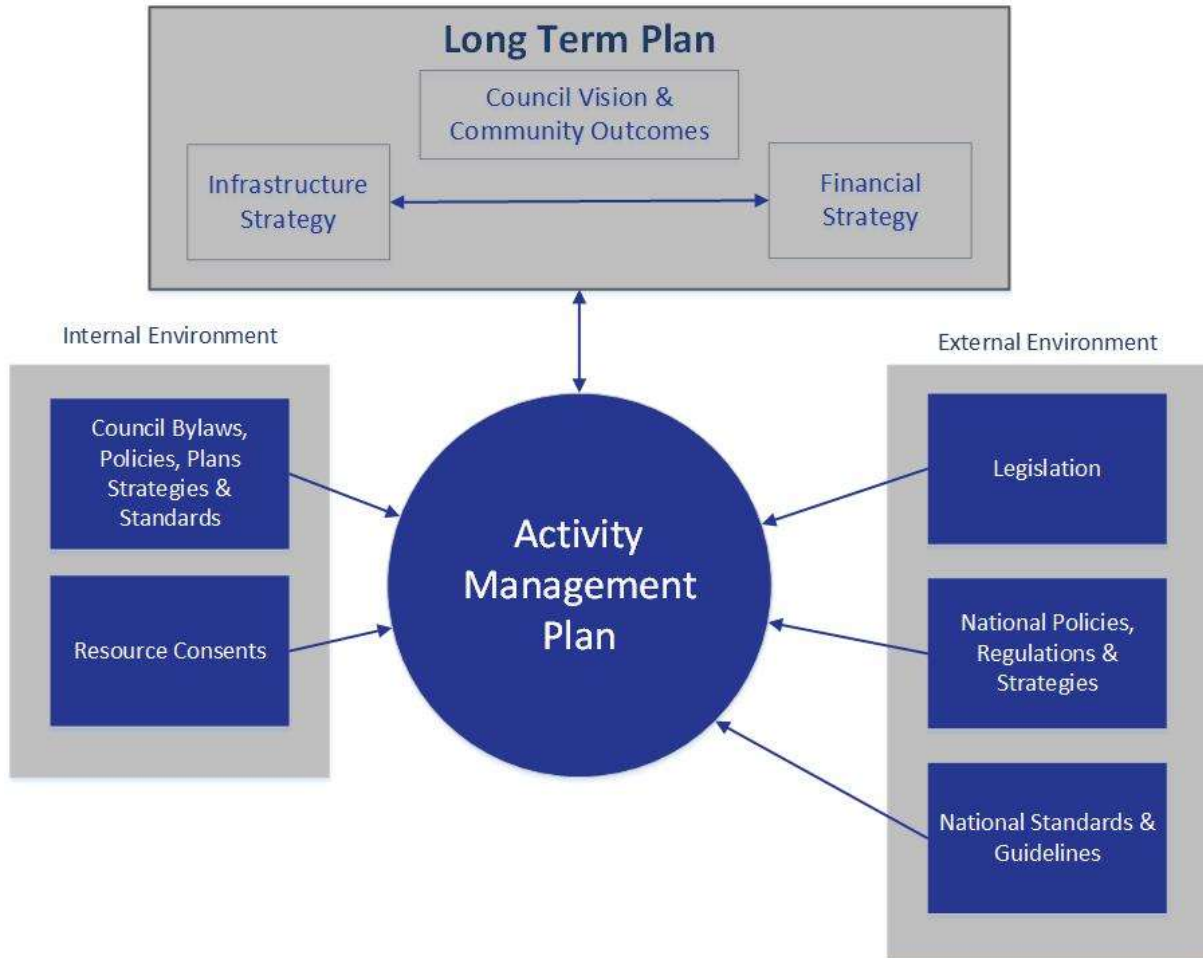 Long Term Plan
Council Vision &
Community Outcomes
Infrastructure
Strategy
Financial
Strategy
Internal Environment
External Environment
Council Bylaws,
Policies, Plans
Strategies &
Standards
Resource Consents
Activity
Management
Plan
Legislation
National Policies,
Regulations &
Strategies
National Standards &
Guidelines